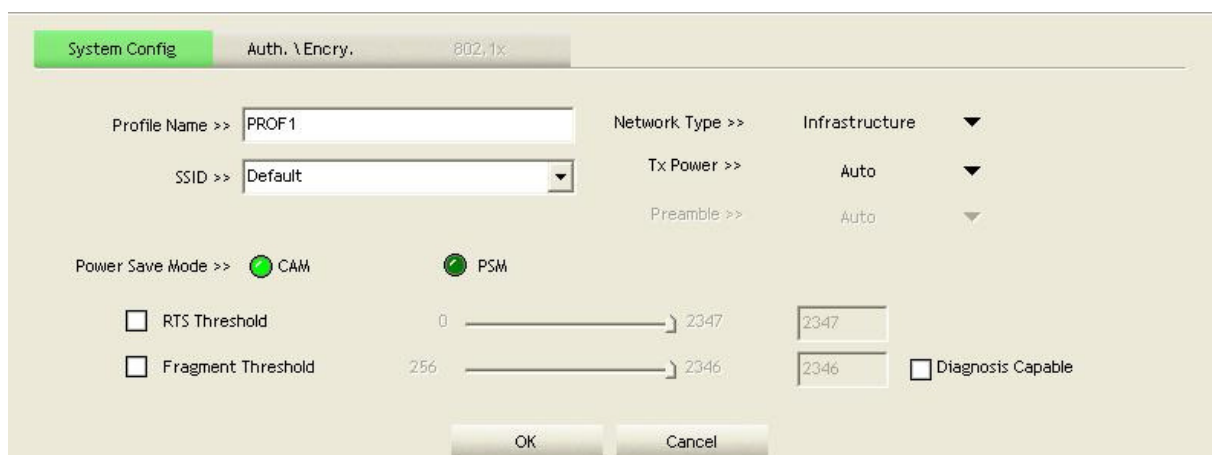 System Config Auth. \ Encry. 802.1x
Profile Name >> PROF1 Network Type >> Infrastructure
SSID >> Default Tx Power >> Auto
Preamble >> Auto
Power Save Mode >> CAM PSM
RTS Threshold 0 2347 2347
Fragment Threshold 256 2346 2346 Diagnosis Capable
OK Cancel